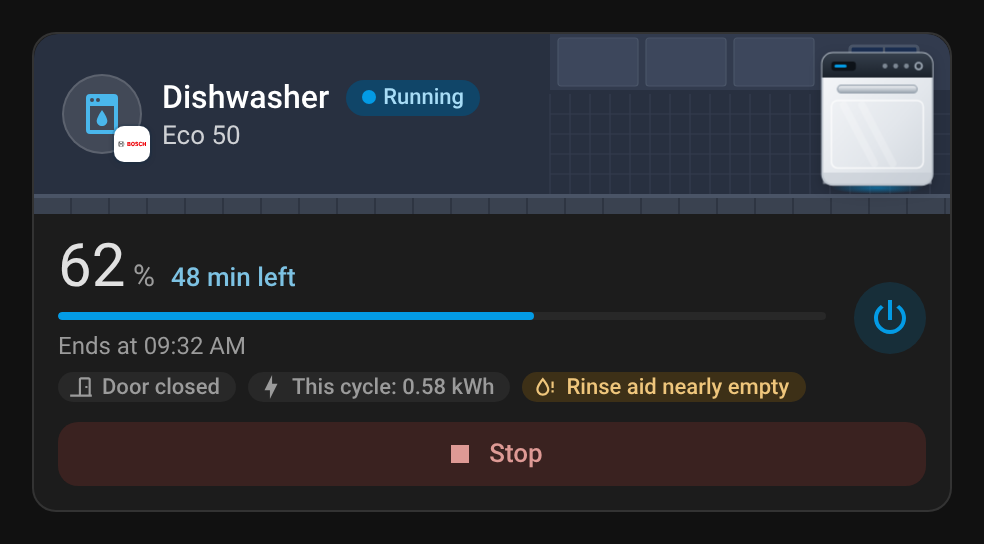 Dishwasher
Running
Eco 50
BOSCH
62 %
48 min left
Ends at 09:32 AM
Door closed
This cycle: 0.58 kWh
Rinse aid nearly empty
Stop